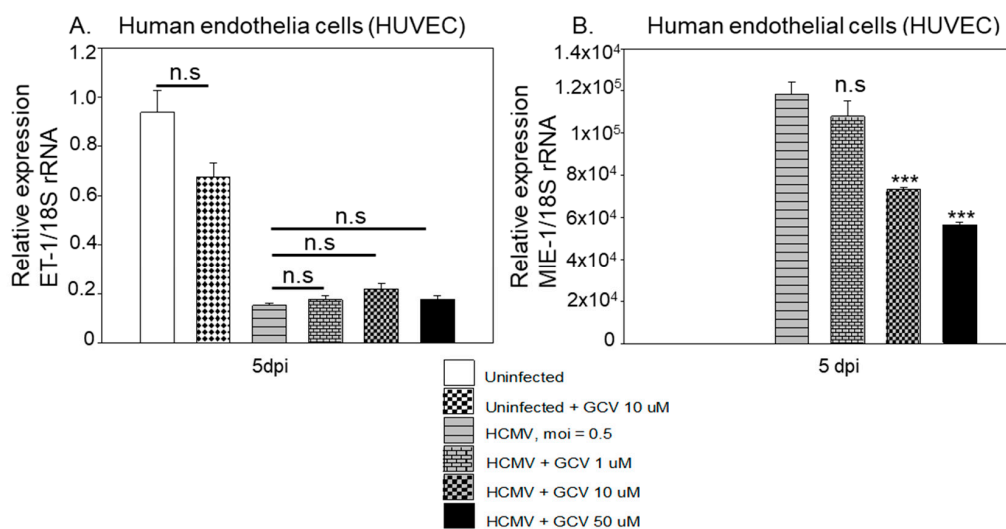 A. Human endothelia cells (HUVEC)
Relative expression
ET-1/18S rRNA
1.2
1.0
0.8
0.6
0.4
0.2
0
n.s
n.s
n.s
n.s
5dpi
B. Human endothelial cells (HUVEC)
Relative expression
MIE-1/18S rRNA
1.4x10⁴
1.2x10⁵
1x10⁵
8x10⁴
6x10⁴
4x10⁴
2x10⁴
0
n.s
***
***
5 dpi
Uninfected
Uninfected + GCV 10 uM
HCMV, moi = 0.5
HCMV + GCV 1 uM
HCMV + GCV 10 uM
HCMV + GCV 50 uM